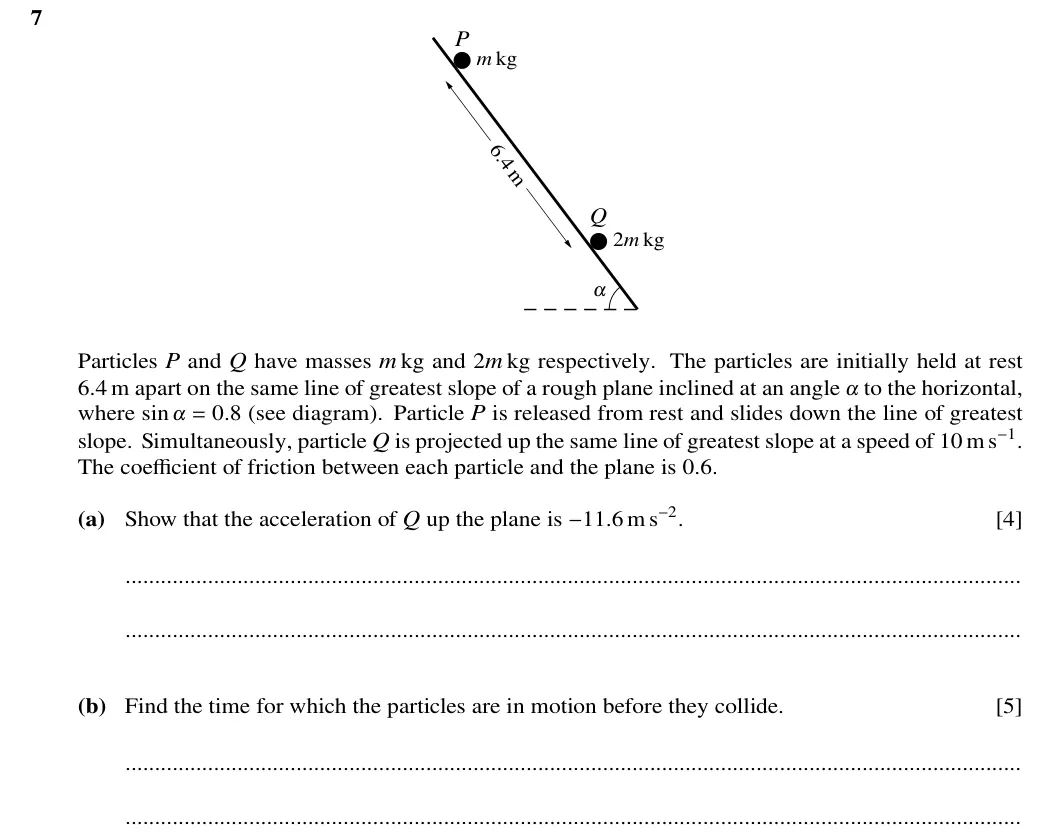 7
P
m kg
6.4 m
Q
2m kg
α
Particles P and Q have masses m kg and 2m kg respectively. The particles are initially held at rest
6.4 m apart on the same line of greatest slope of a rough plane inclined at an angle α to the horizontal,
where sin α = 0.8 (see diagram). Particle P is released from rest and slides down the line of greatest
slope. Simultaneously, particle Q is projected up the same line of greatest slope at a speed of 10 m s⁻¹.
The coefficient of friction between each particle and the plane is 0.6.
(a) Show that the acceleration of Q up the plane is −11.6 m s⁻². [4]
(b) Find the time for which the particles are in motion before they collide. [5]